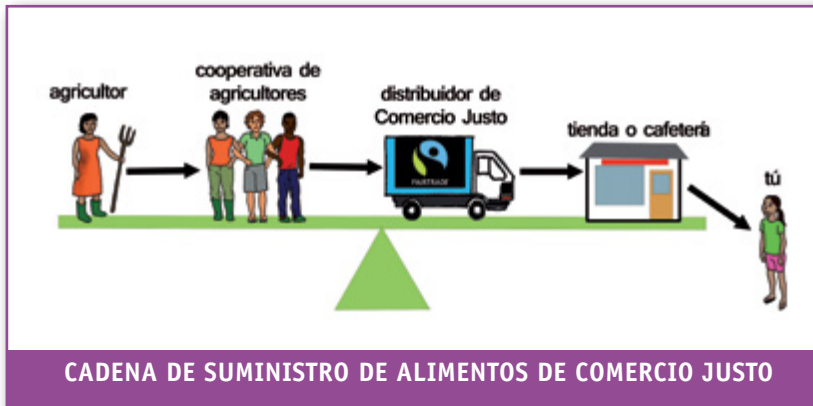 agricultor
cooperativa de
agricultores
distribuidor de
Comercio Justo
FAIRTRADE
tienda o cafeterá
tú
CADENA DE SUMINISTRO DE ALIMENTOS DE COMERCIO JUSTO